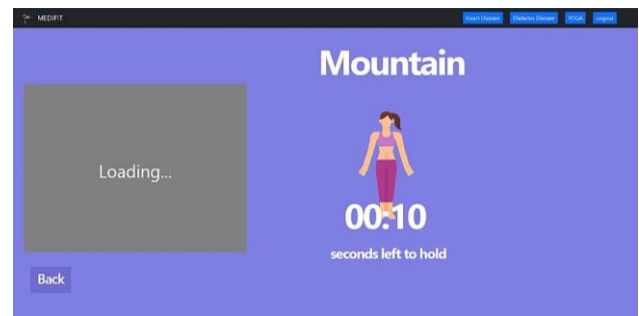 MEDIFIT
Heart Disease Diabetes Disease YOGA Logout
Mountain
Loading...
00:10
seconds left to hold
Back